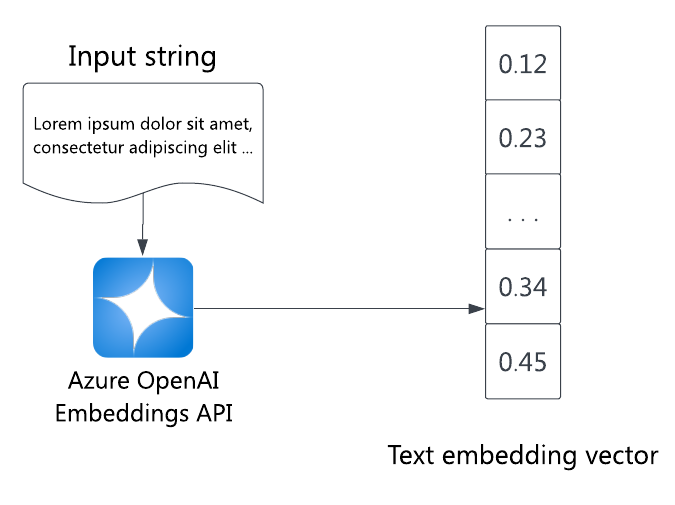 Input string
Lorem ipsum dolor sit amet,
consectetur adipiscing elit ...
Azure OpenAI
Embeddings API
0.12
0.23
. . .
0.34
0.45
Text embedding vector